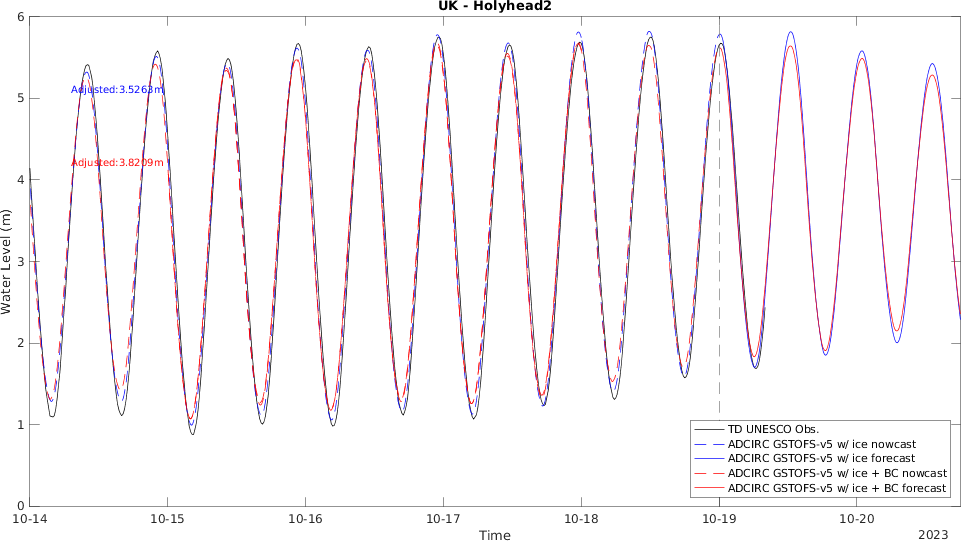 UK - Holyhead2
6
5
4
3
2
1
0
Water Level (m)
Adjusted:3.5263m
Adjusted:3.8209m
TD UNESCO Obs.
ADCIRC GSTOFS-v5 w/ ice nowcast
ADCIRC GSTOFS-v5 w/ ice forecast
ADCIRC GSTOFS-v5 w/ ice + BC nowcast
ADCIRC GSTOFS-v5 w/ ice + BC forecast
10-14 10-15 10-16 10-17 10-18 10-19 10-20
Time
2023